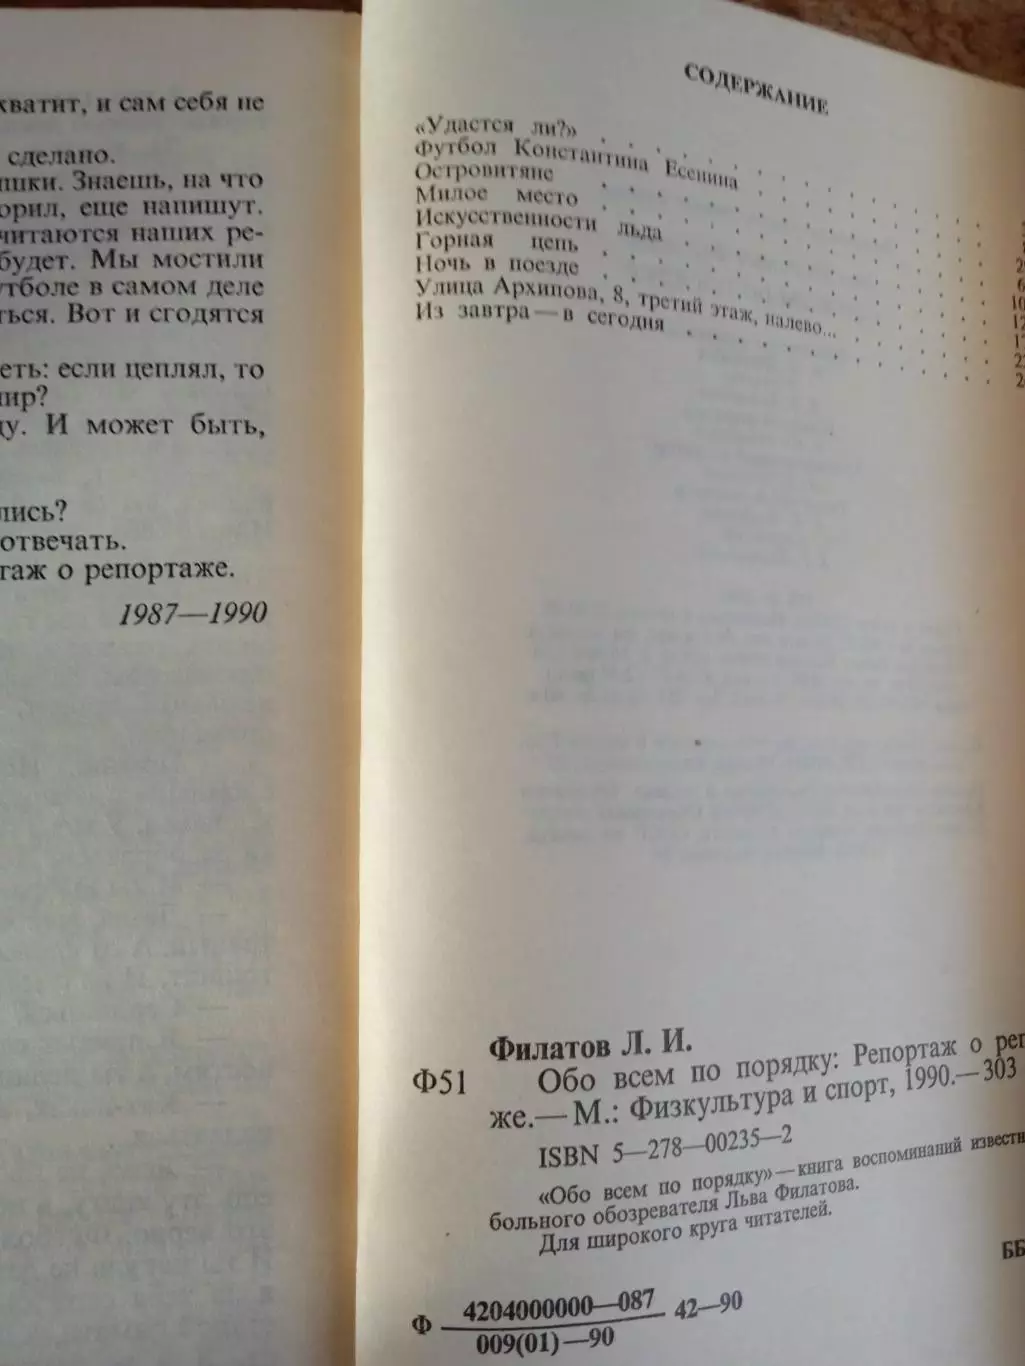 хватит, и сам себя не
сделано.
Знаешь, на что
орил, еще напишут.
читаются наших ре-
будет. Мы мостили
утболе в самом деле
ться. Вот и сгодятся
еть: если цеплял, то
мир?
ду. И может быть,
лись?
отвечать.
таж о репортаже.
1987—1990
СОДЕРЖАНИЕ
«Удастся ли?»
Футбол Константина Есенина
Островитяне
Милое место
Искусственности льда
Горная цепь
Ночь в поезде
Улица Архипова, 8, третий этаж, налево...
Из завтра — в сегодня
Филатов Л. И.
Ф51 Обо всем по порядку: Репортаж о реп
же.— М.: Физкультура и спорт, 1990.— 303
ISBN 5—278—00235—2
«Обо всем по порядку» — книга воспоминаний известн
больного обозревателя Льва Филатова.
Для широкого круга читателей.
ББ
Ф 4204000000—087 42—90
009(01)—90